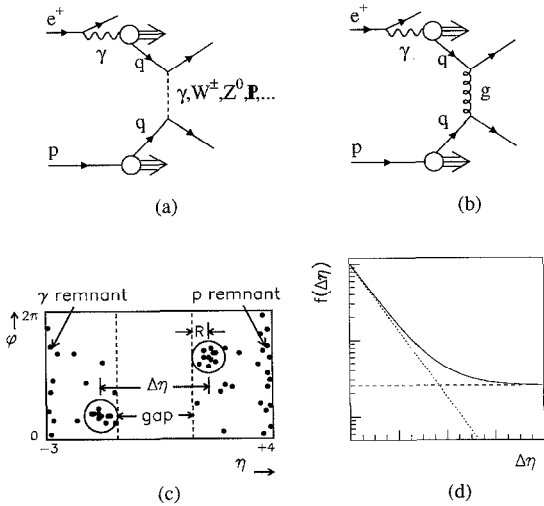 e+
γ
q
γ,W±,Z0,P,...
q
p
(a)
e+
γ
q
g
q
p
(b)
γ remnant
p remnant
2π
φ
R
Δη
gap
0
-3
η
+4
(c)
f(Δη)
Δη
(d)